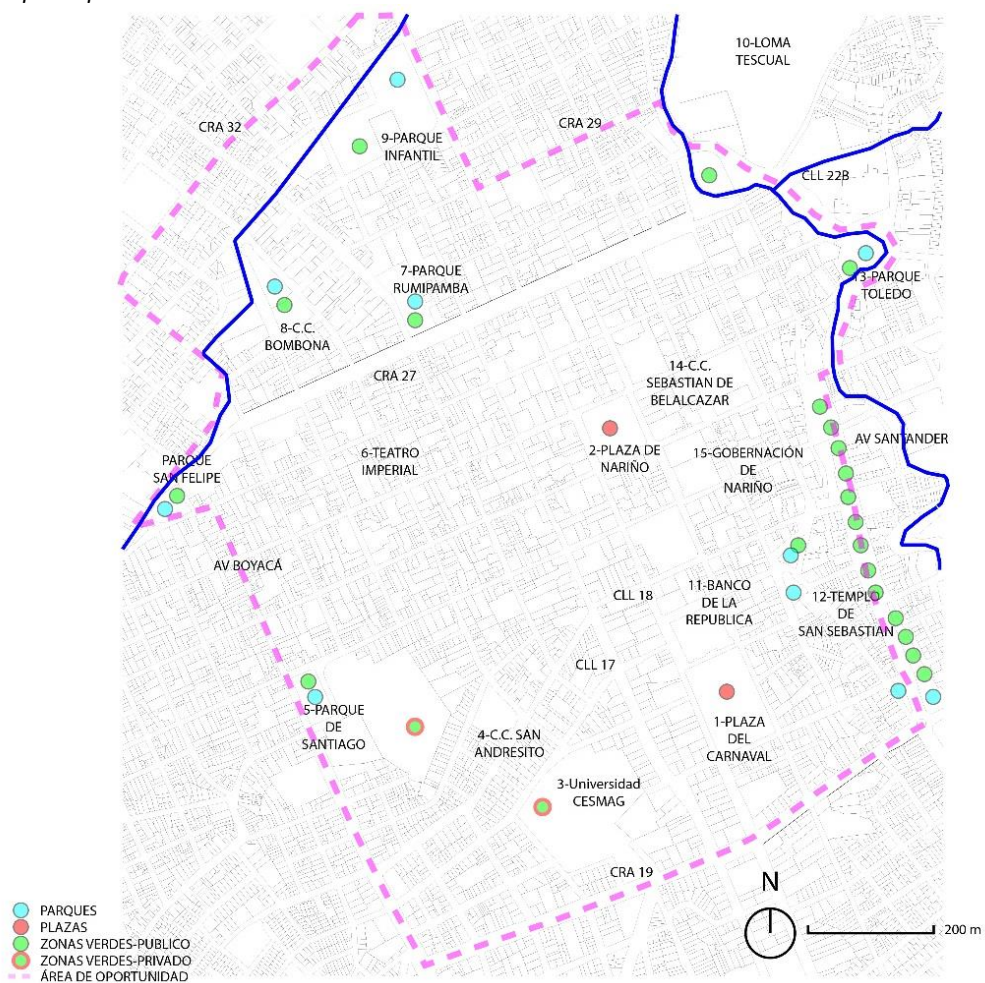 10-LOMA
TESCUAL
CRA 32
CRA 29
9-PARQUE
INFANTIL
CLL 22B
7-PARQUE
RUMIPAMBA
13-PARQUE
TOLEDO
8-C.C.
BOMBONA
CRA 27
14-C.C.
SEBASTIAN DE
BELALCAZAR
6-TEATRO
IMPERIAL
2-PLAZA DE
NARIÑO
15-GOBERNACIÓN
DE
NARIÑO
AV SANTANDER
PARQUE
SAN FELIPE
AV BOYACÁ
CLL 18
11-BANCO
DE LA
REPUBLICA
12-TEMPLO
DE
SAN SEBASTIAN
CLL 17
5-PARQUE
DE
SANTIAGO
4-C.C. SAN
ANDRESITO
1-PLAZA
DEL
CARNAVAL
3-Universidad
CESMAG
CRA 19
N
200 m
PARQUES
PLAZAS
ZONAS VERDES-PUBLICO
ZONAS VERDES-PRIVADO
ÁREA DE OPORTUNIDAD